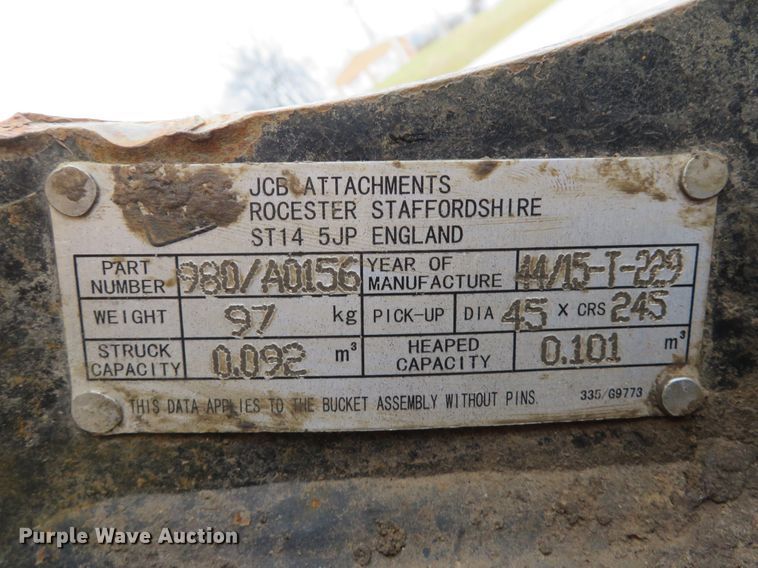 JCB ATTACHMENTS
ROCESTER STAFFORDSHIRE
ST14 5JP ENGLAND
PART NUMBER 980/A0156 YEAR OF MANUFACTURE 44/15-T-229
WEIGHT 97 kg PICK-UP DIA 45 X CRS 245
STRUCK CAPACITY 0.092 m³ HEAPED CAPACITY 0.101 m³
THIS DATA APPLIES TO THE BUCKET ASSEMBLY WITHOUT PINS. 335/G9773
Purple Wave Auction